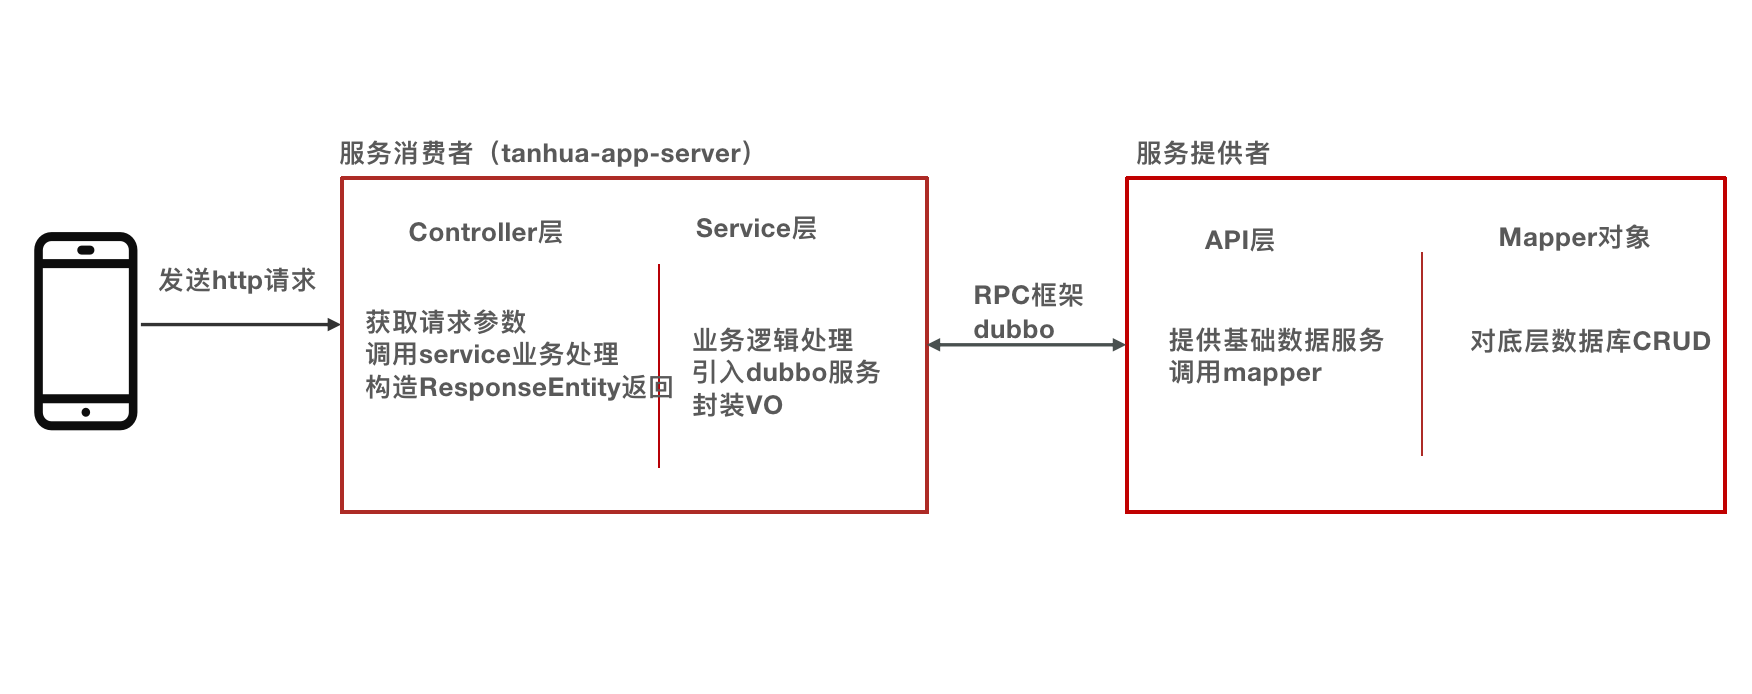 发送http请求
服务消费者（tanhua-app-server）
Controller层
获取请求参数
调用service业务处理
构造ResponseEntity返回
Service层
业务逻辑处理
引入dubbo服务
封装VO
RPC框架
dubbo
服务提供者
API层
提供基础数据服务
调用mapper
Mapper对象
对底层数据库CRUD